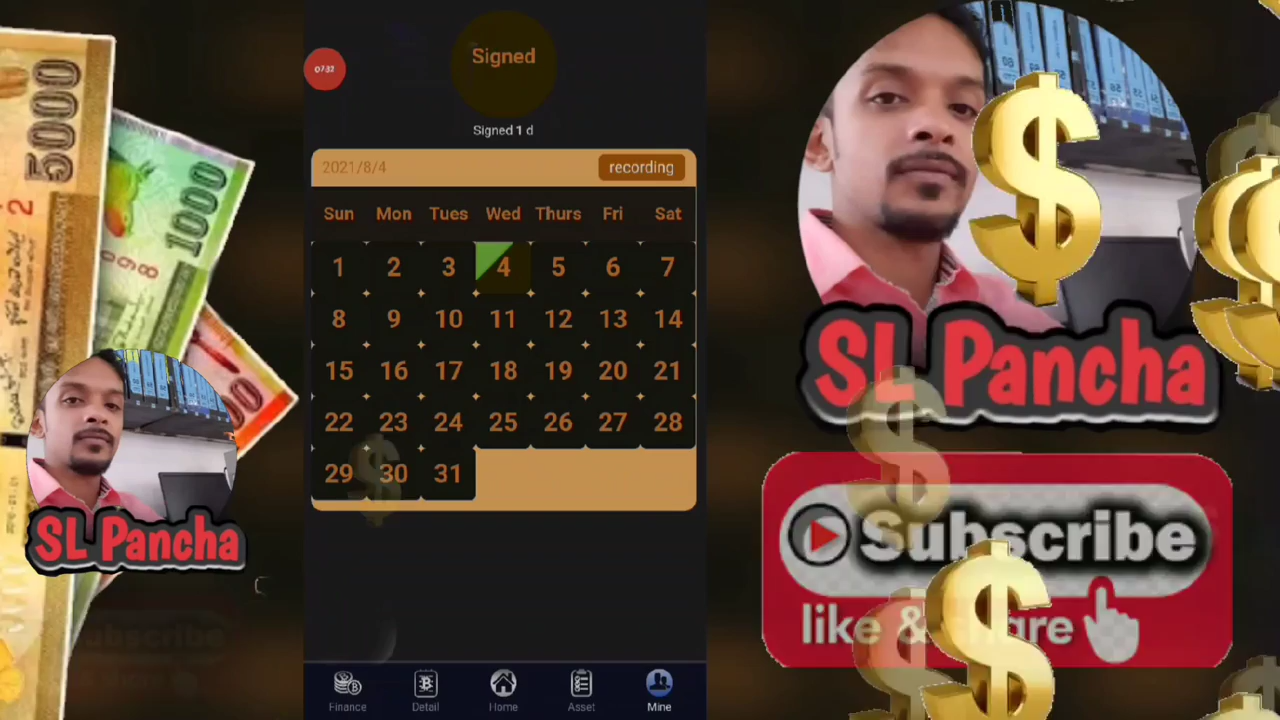 5000
1000
SL Pancha
0732
Signed
Signed 1 d
2021/8/4
recording
Sun Mon Tues Wed Thurs Fri Sat
1 2 3 4 5 6 7
8 9 10 11 12 13 14
15 16 17 18 19 20 21
22 23 24 25 26 27 28
29 30 31
Finance Detail Home Asset Mine
SL Pancha
Subscribe
like & share